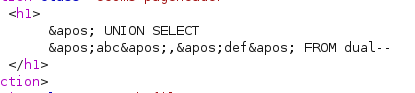 <h1>
&apos; UNION SELECT
&apos;abc&apos;,&apos;def&apos; FROM dual--
</h1>
ction>